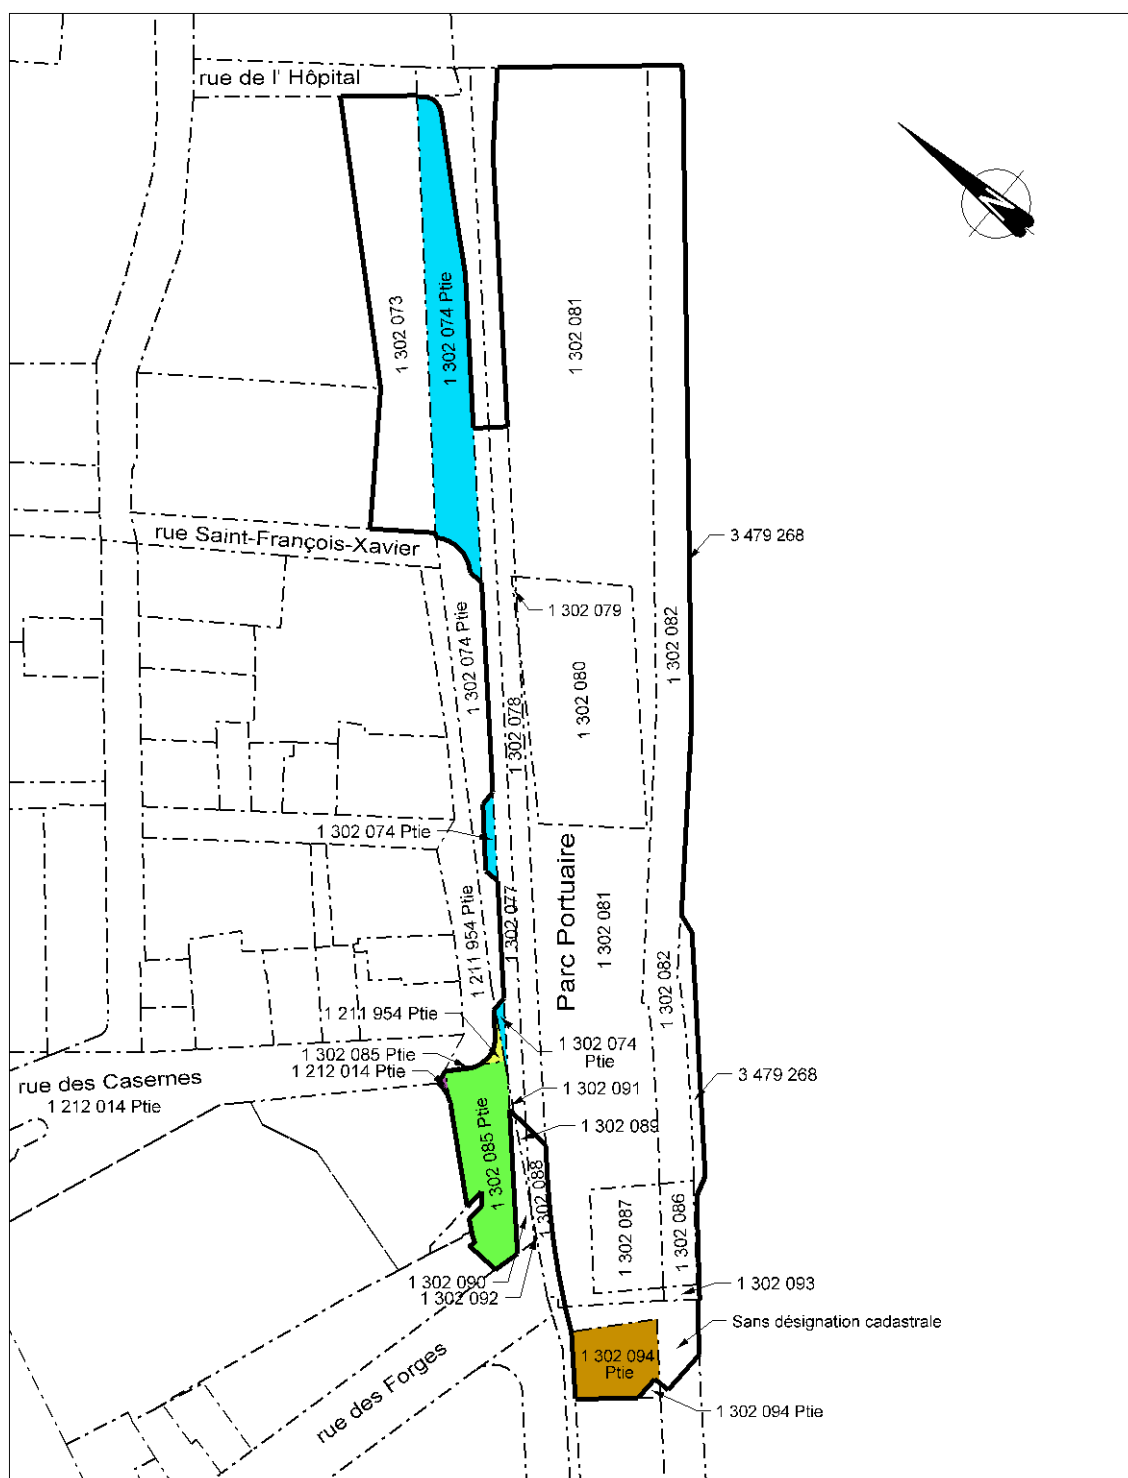 rue de l' Hôpital
1 302 073
1 302 074 Ptie
1 302 081
rue Saint-François-Xavier
3 479 268
1 302 079
1 302 074 Ptie
1 302 082
1 302 080
1 302 078
1 302 074 Ptie
Parc Portuaire
1 302 077
1 302 081
1 211 954 Ptie
1 302 082
1 211 954 Ptie
1 302 074
Ptie
1 302 085 Ptie
1 212 014 Ptie
rue des Casernes
1 212 014 Ptie
3 479 268
1 302 091
1 302 089
1 302 085 Ptie
1 302 088
1 302 087
1 302 086
1 302 090
1 302 092
1 302 093
Sans désignation cadastrale
1 302 094
Ptie
rue des Forges
1 302 094 Ptie